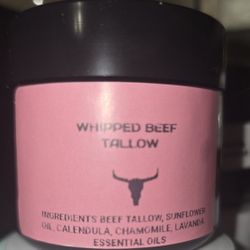 WHIPPED BEEF
TALLOW
INGREDIENTS BEEF TALLOW, SUNFLOWER
OIL, CALENDULA, CHAMOMILE, LAVANDA
ESSENTIAL OILS